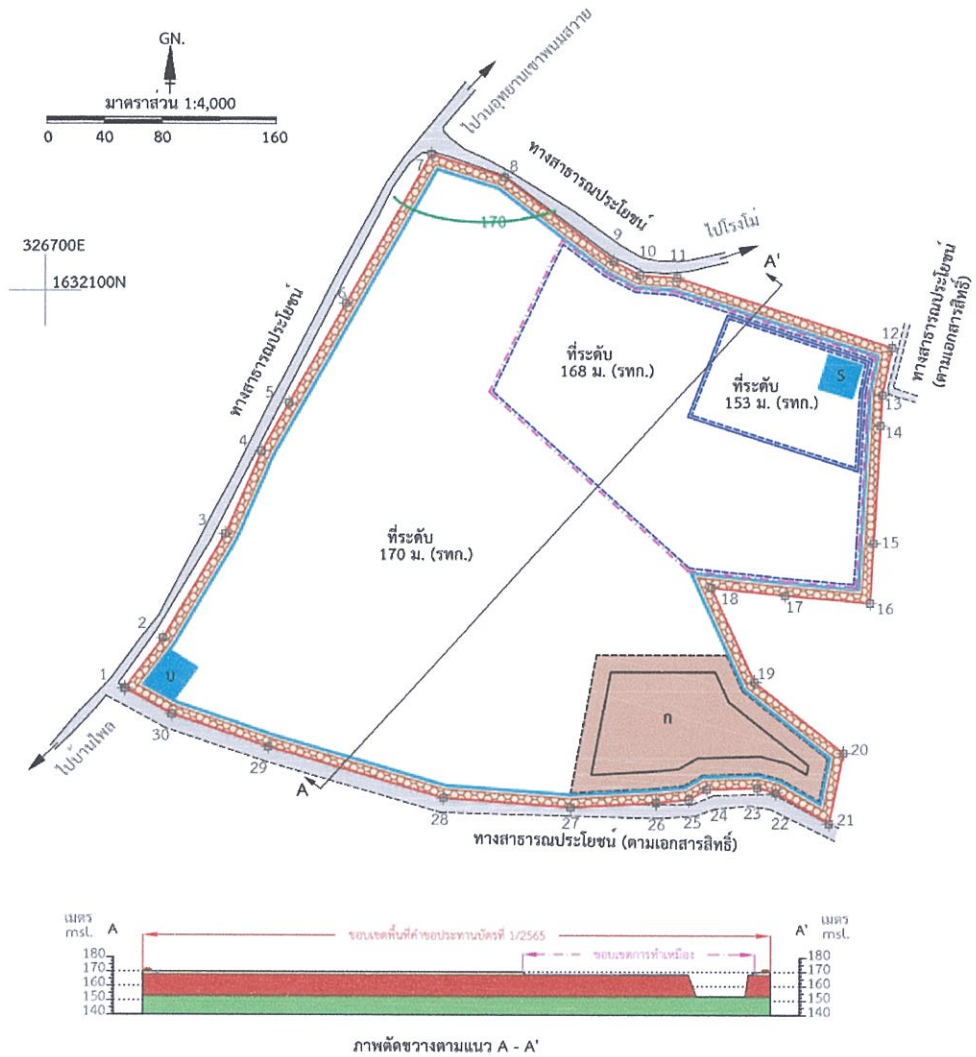 GN.
มาตราส่วน 1:4,000
0 40 80 160
ไปวนอุทยานเขาพนมสวาย
ทางสาธารณประโยชน์
ไปโรงโม่
326700E
1632100N
ทางสาธารณประโยชน์
(ตามเอกสารสิทธิ์)
ทางสาธารณประโยชน์
170
A'
ที่ระดับ
168 ม. (รทก.)
ที่ระดับ
153 ม. (รทก.)
S
ที่ระดับ
170 ม. (รทก.)
1
2
3
4
5
6
7
8
9
10
11
12
13
14
15
16
17
18
19
20
21
22
23
24
25
26
27
28
29
30
ก
A
ไปบ้านไพล
ทางสาธารณประโยชน์ (ตามเอกสารสิทธิ์)
เมตร
msl.
A
ขอบเขตพื้นที่คำขอประทานบัตรที่ 1/2565
ขอบเขตการทำเหมือง
A'
เมตร
msl.
180
170
160
150
140
180
170
160
150
140
ภาพตัดขวางตามแนว A - A'